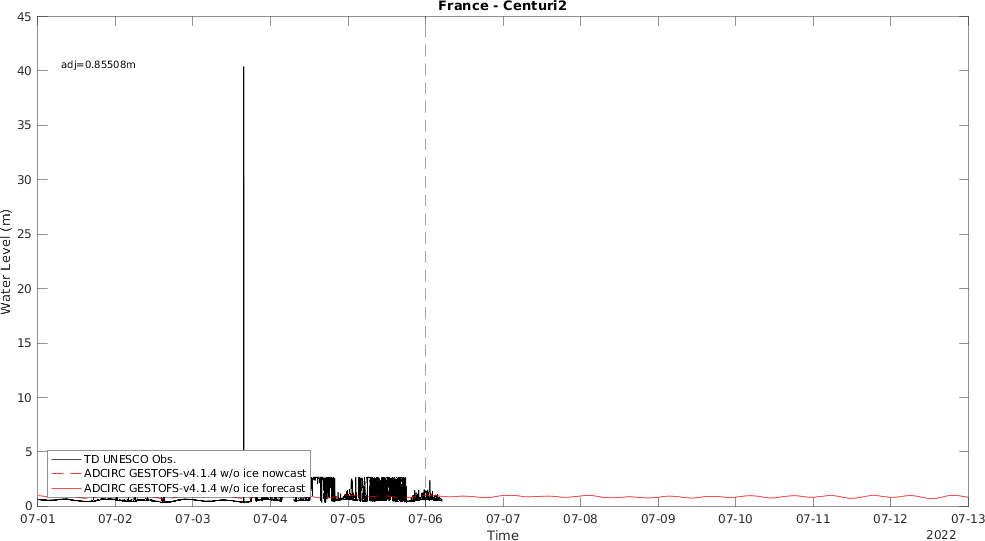 France - Centuri2
45
adj=0.85508m
40
35
30
25
20
15
10
5
0
Water Level (m)
TD UNESCO Obs.
ADCIRC GESTOFS-v4.1.4 w/o ice nowcast
ADCIRC GESTOFS-v4.1.4 w/o ice forecast
07-01 07-02 07-03 07-04 07-05 07-06 07-07 07-08 07-09 07-10 07-11 07-12 07-13
Time
2022